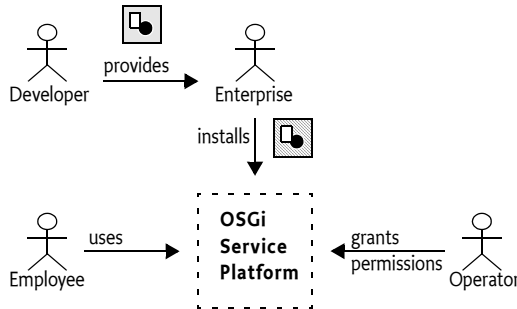 provides
Developer
Enterprise
installs
OSGi
Service
Platform
uses
Employee
grants
permissions
Operator